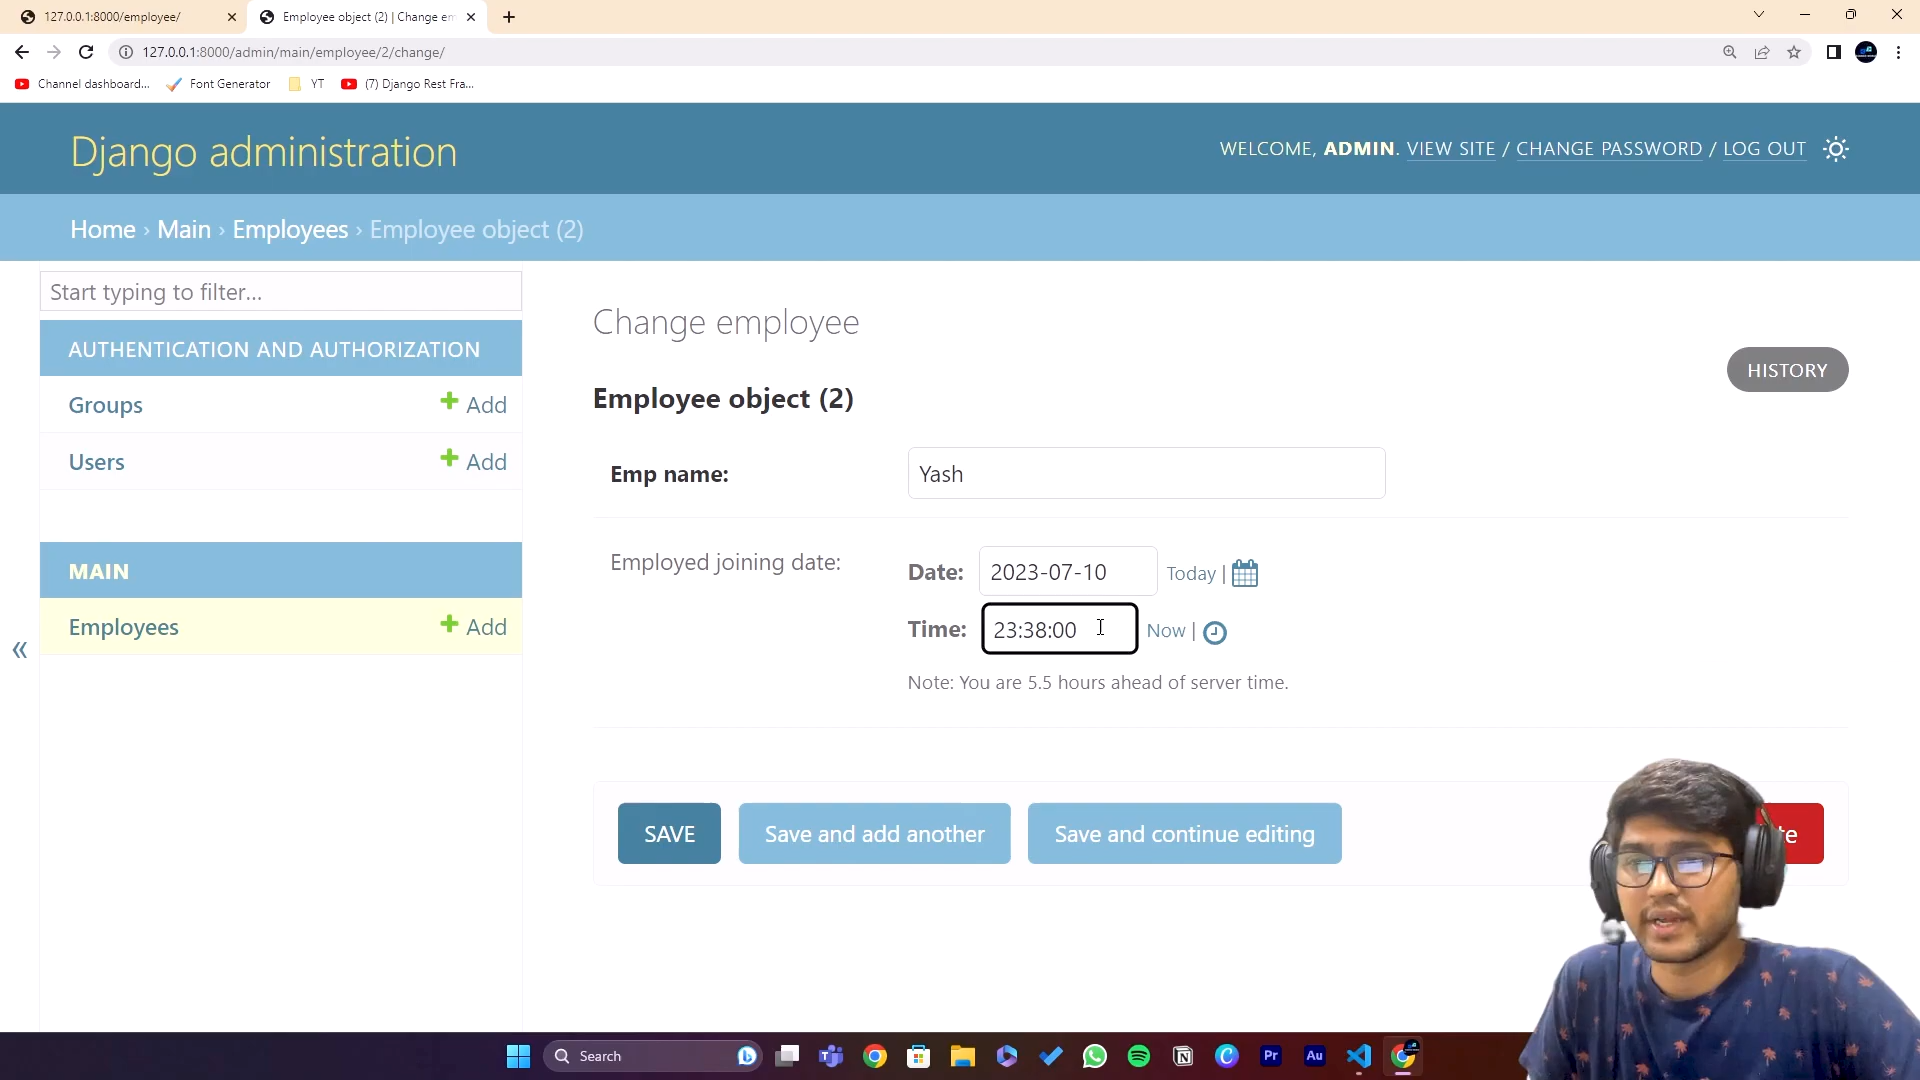 127.0.0.1:8000/employee/
Employee object (2) | Change em
127.0.0.1:8000/admin/main/employee/2/change/
Channel dashboard...
Font Generator
YT
(7) Django Rest Fra...
Django administration
WELCOME, ADMIN. VIEW SITE / CHANGE PASSWORD / LOG OUT
Home › Main › Employees › Employee object (2)
Start typing to filter...
AUTHENTICATION AND AUTHORIZATION
Groups + Add
Users + Add
MAIN
Employees + Add
«
Change employee
HISTORY
Employee object (2)
Emp name: Yash
Employed joining date:
Date: 2023-07-10 Today |
Time: 23:38:00 Now |
Note: You are 5.5 hours ahead of server time.
SAVE
Save and add another
Save and continue editing
te
Search
Pr
Au